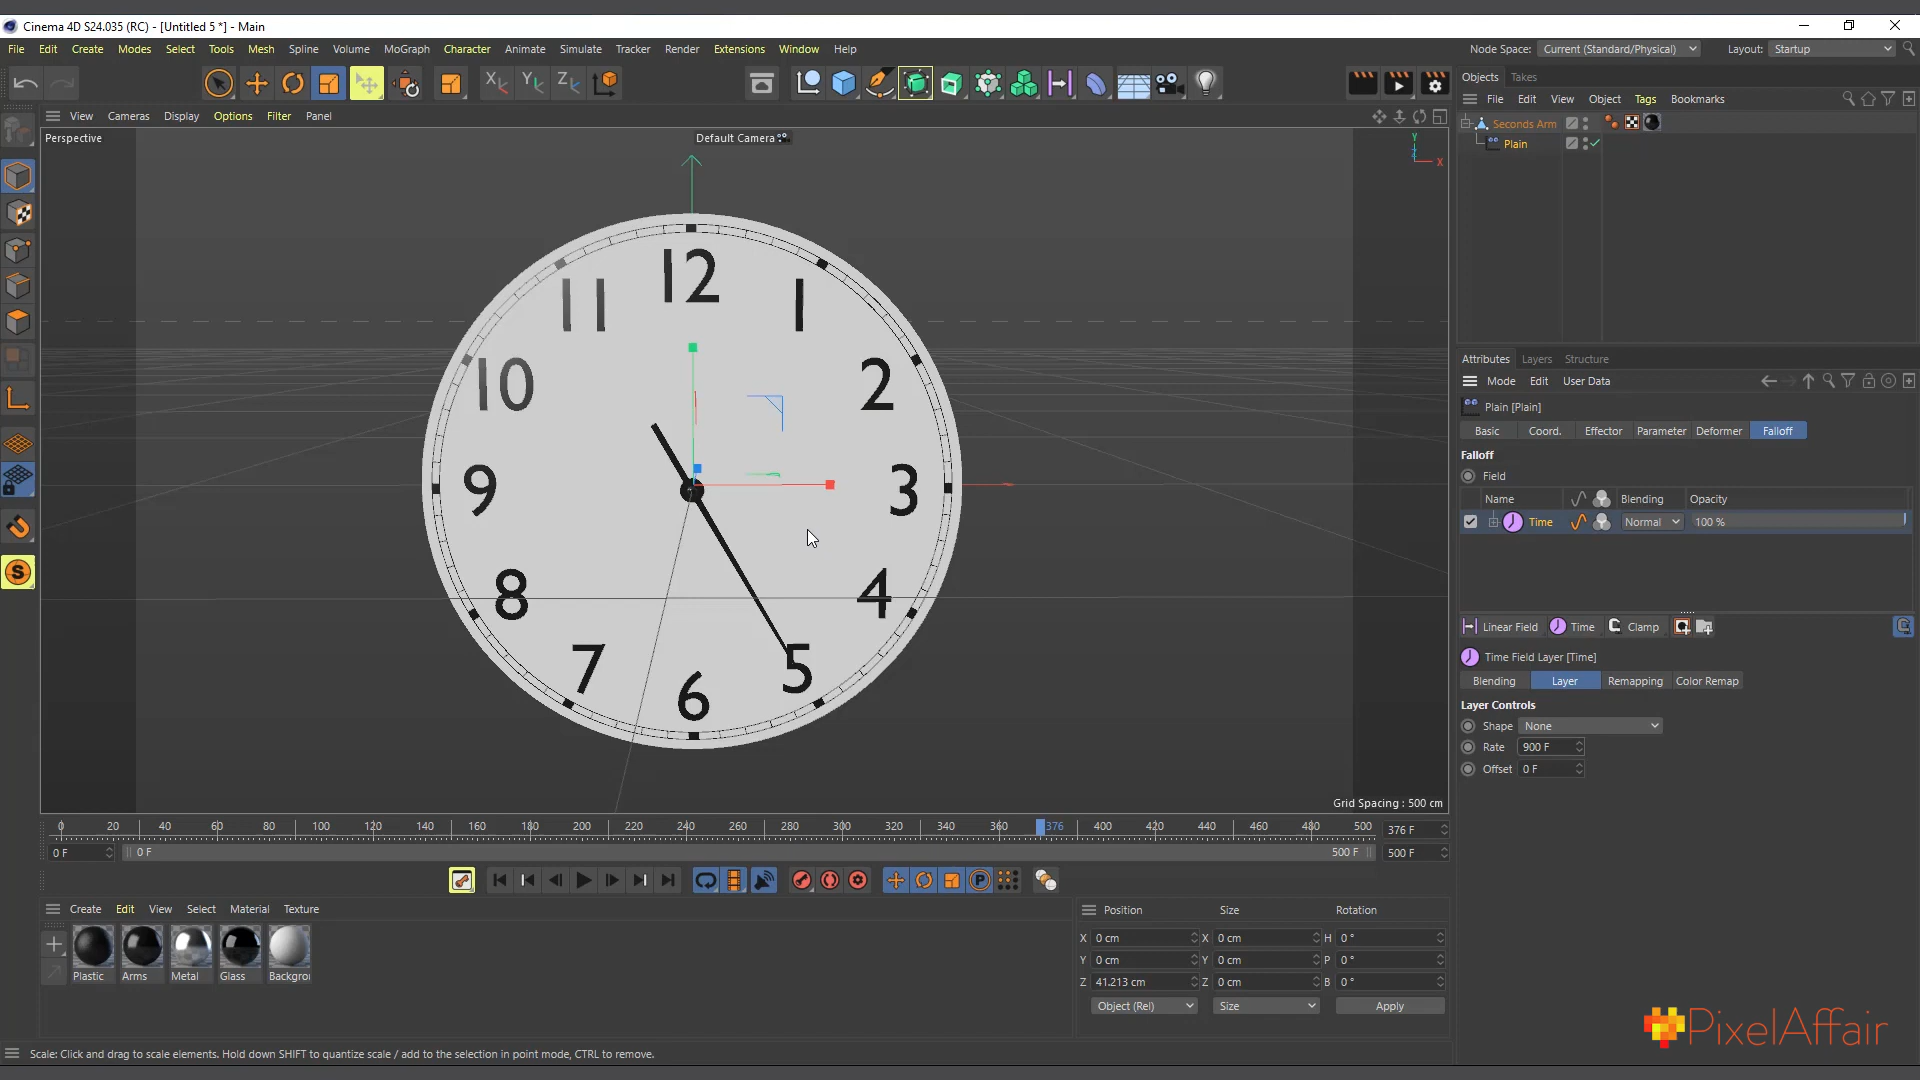 Cinema 4D S24.035 (RC) - [Untitled 5 *] - Main
File Edit Create Modes Select Tools Mesh Spline Volume MoGraph Character Animate Simulate Tracker Render Extensions Window Help
Node Space: Current (Standard/Physical) Layout: Startup
X Y Z
Objects Takes
File Edit View Object Tags Bookmarks
Seconds Arm
Plain
View Cameras Display Options Filter Panel
Perspective
Default Camera
Y
Z
X
12
11 1
10 2
9 3
8 4
7 5
6
Grid Spacing : 500 cm
Attributes Layers Structure
Mode Edit User Data
Plain [Plain]
Basic Coord. Effector Parameter Deformer Falloff
Falloff
Field
Name Blending Opacity
Time Normal 100 %
Linear Field Time Clamp
Time Field Layer [Time]
Blending Layer Remapping Color Remap
Layer Controls
Shape None
Rate 900 F
Offset 0 F
0 20 40 60 80 100 120 140 160 180 200 220 240 260 280 300 320 340 360 376 400 420 440 460 480 500 376 F
0 F 0 F 500 F 500 F
P
S
Create Edit View Select Material Texture
Plastic Arms Metal Glass Backgrou
Position Size Rotation
X 0 cm X 0 cm H 0 °
Y 0 cm Y 0 cm P 0 °
Z 41.213 cm Z 0 cm B 0 °
Object (Rel) Size Apply
PixelAffair
Scale: Click and drag to scale elements. Hold down SHIFT to quantize scale / add to the selection in point mode, CTRL to remove.